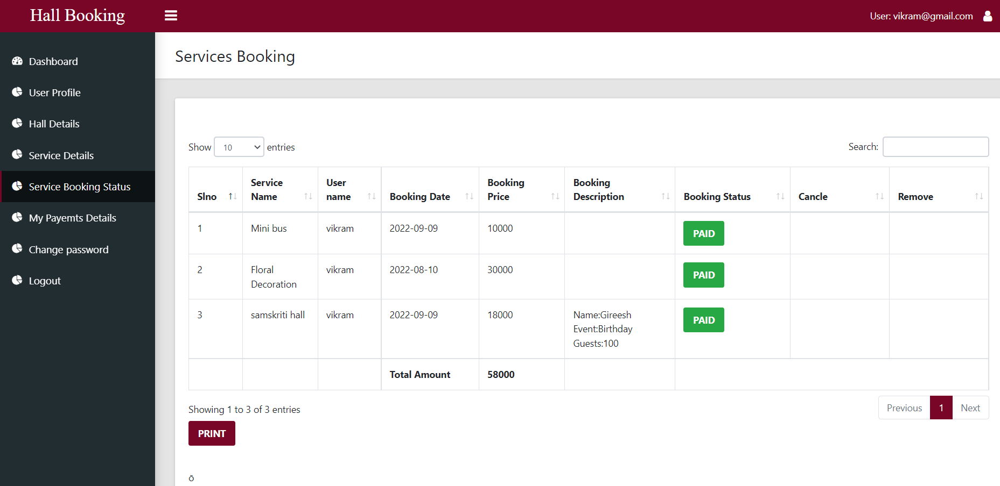 Hall Booking
User: vikram@gmail.com
Dashboard
User Profile
Hall Details
Service Details
Service Booking Status
My Payemts Details
Change password
Logout
Services Booking
Show 10 entries
Search:
Slno Service Name User name Booking Date Booking Price Booking Description Booking Status Cancle Remove
1 Mini bus vikram 2022-09-09 10000 PAID
2 Floral Decoration vikram 2022-08-10 30000 PAID
3 samskriti hall vikram 2022-09-09 18000 Name:Gireesh
Event:Birthday
Guests:100
PAID
Total Amount 58000
Showing 1 to 3 of 3 entries
Previous 1 Next
PRINT
ō